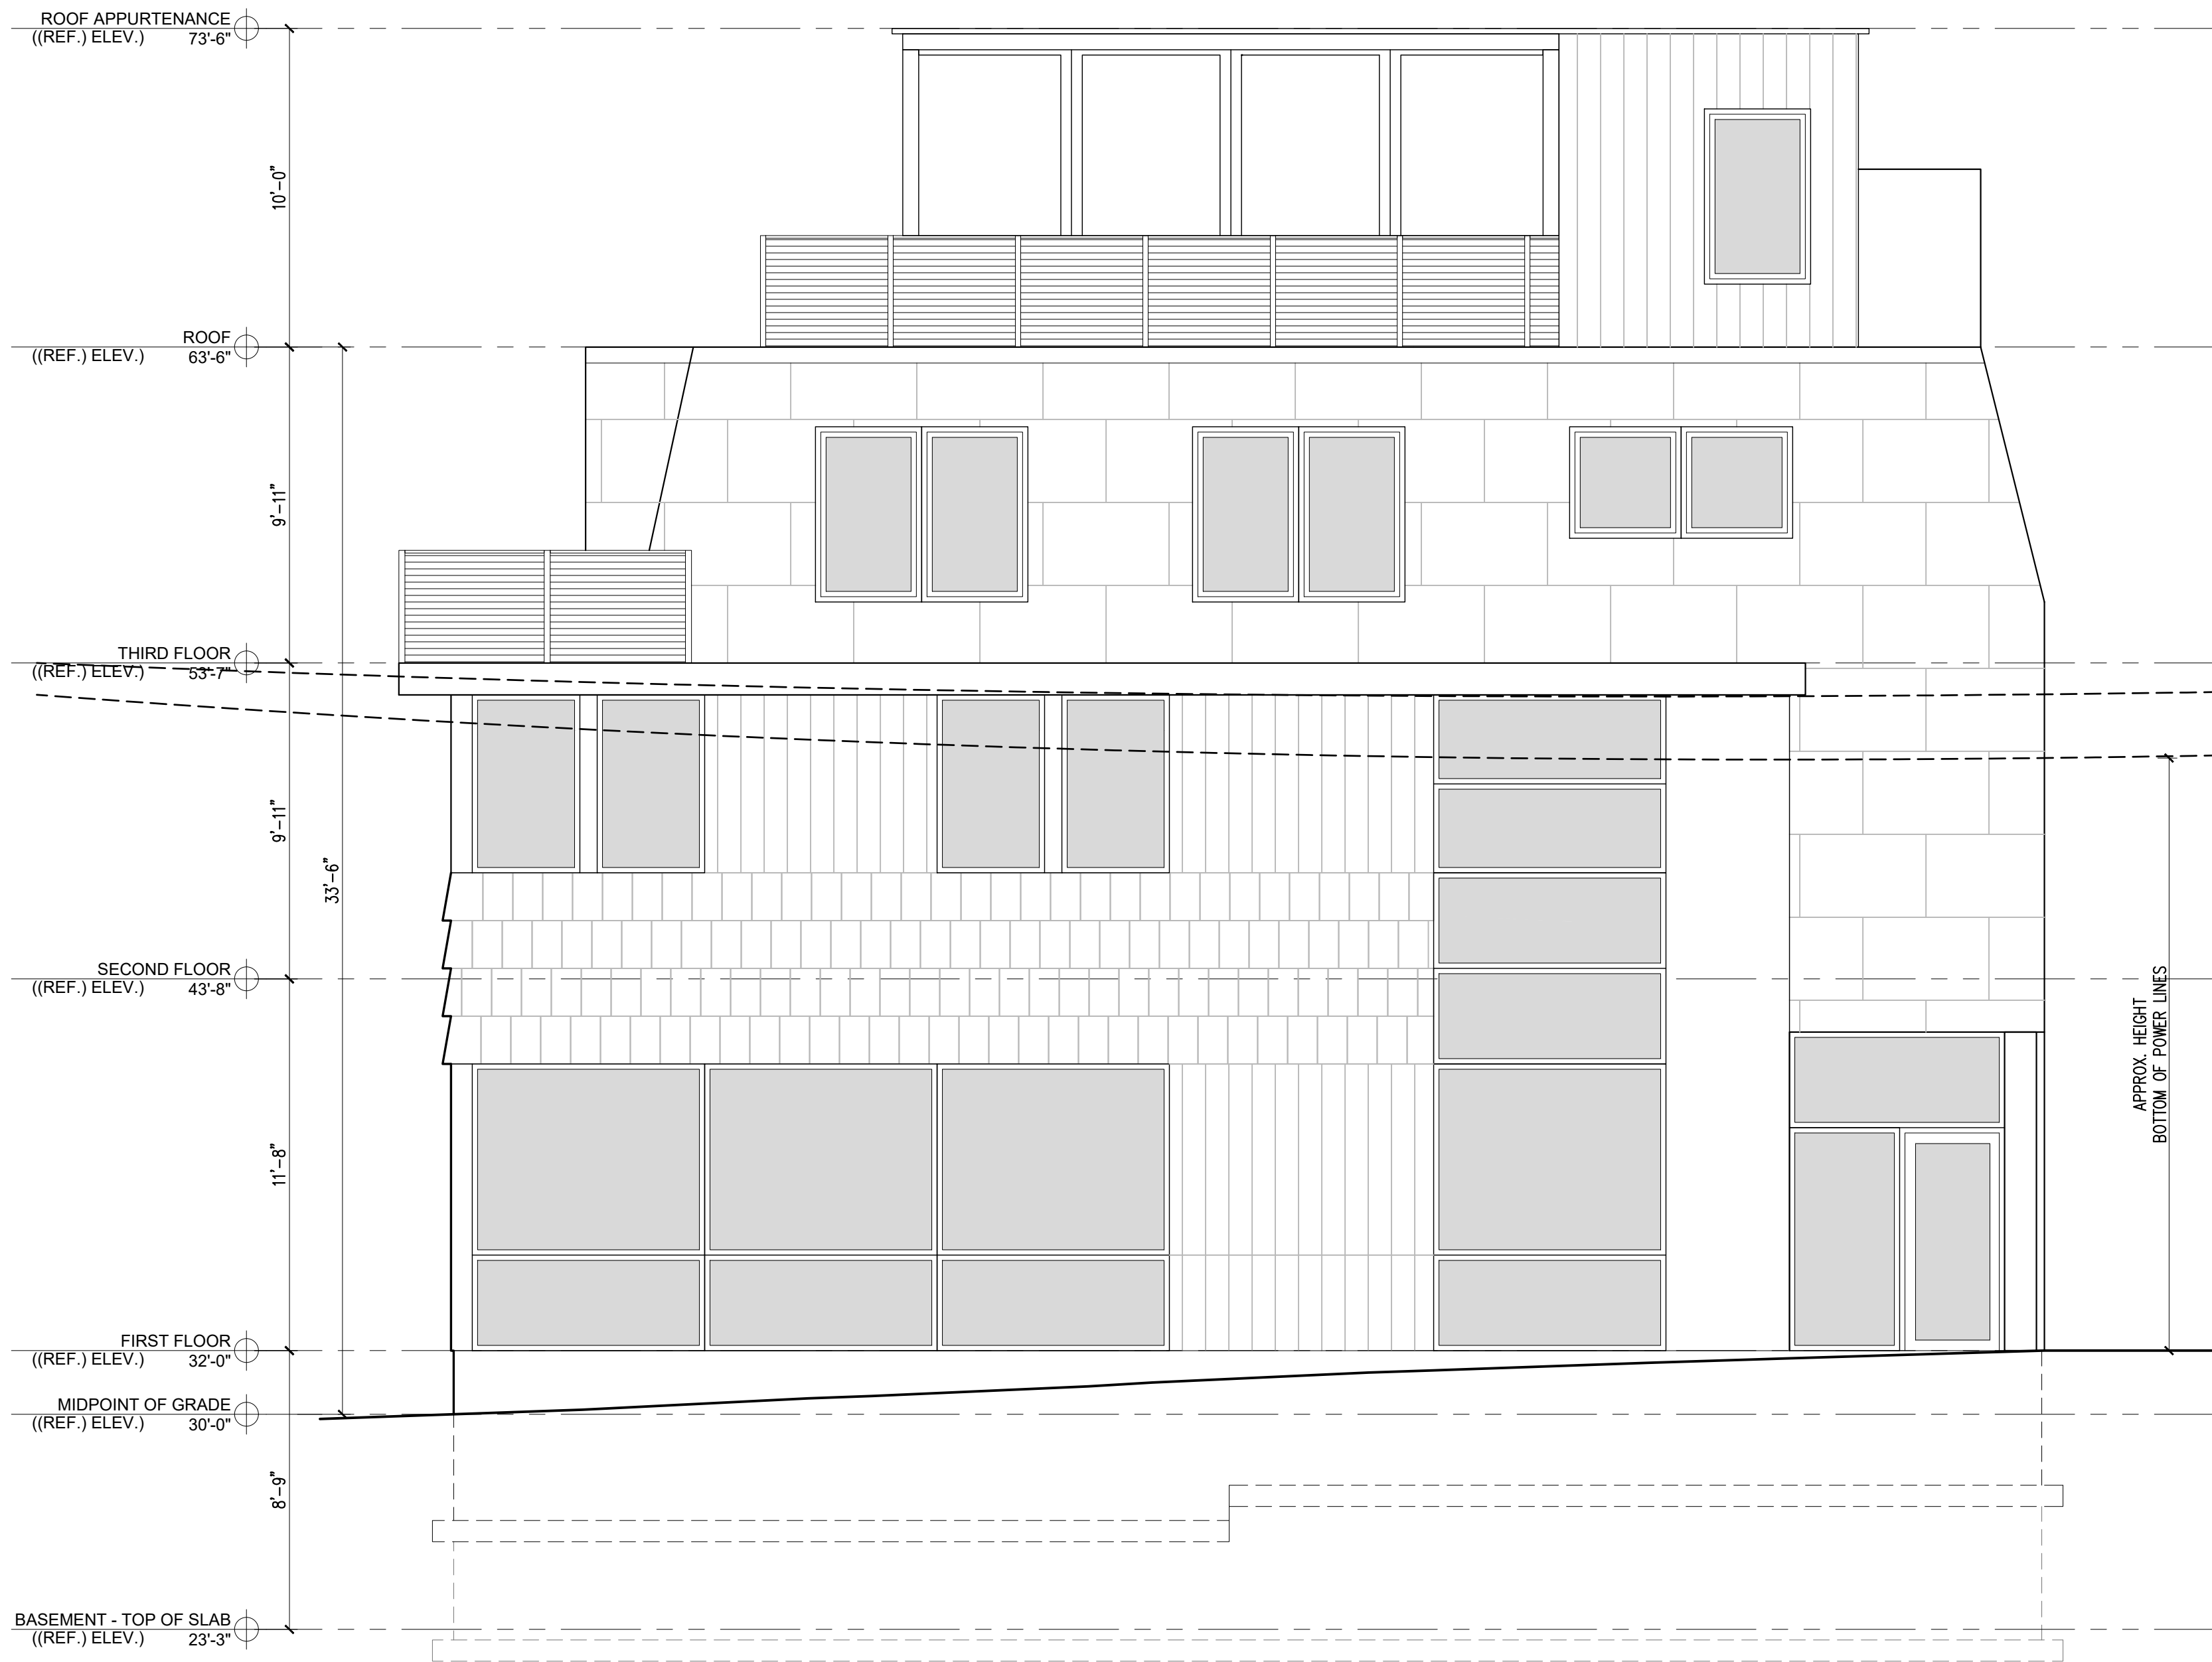 ROOF APPURTENANCE
((REF.) ELEV.) 73'-6"
10'-0"
ROOF
((REF.) ELEV.) 63'-6"
9'-11"
THIRD FLOOR
((REF.) ELEV.) 53'-7"
9'-11"
33'-6"
SECOND FLOOR
((REF.) ELEV.) 43'-8"
APPROX. HEIGHT
BOTTOM OF POWER LINES
11'-8"
FIRST FLOOR
((REF.) ELEV.) 32'-0"
MIDPOINT OF GRADE
((REF.) ELEV.) 30'-0"
8'-9"
BASEMENT - TOP OF SLAB
((REF.) ELEV.) 23'-3"